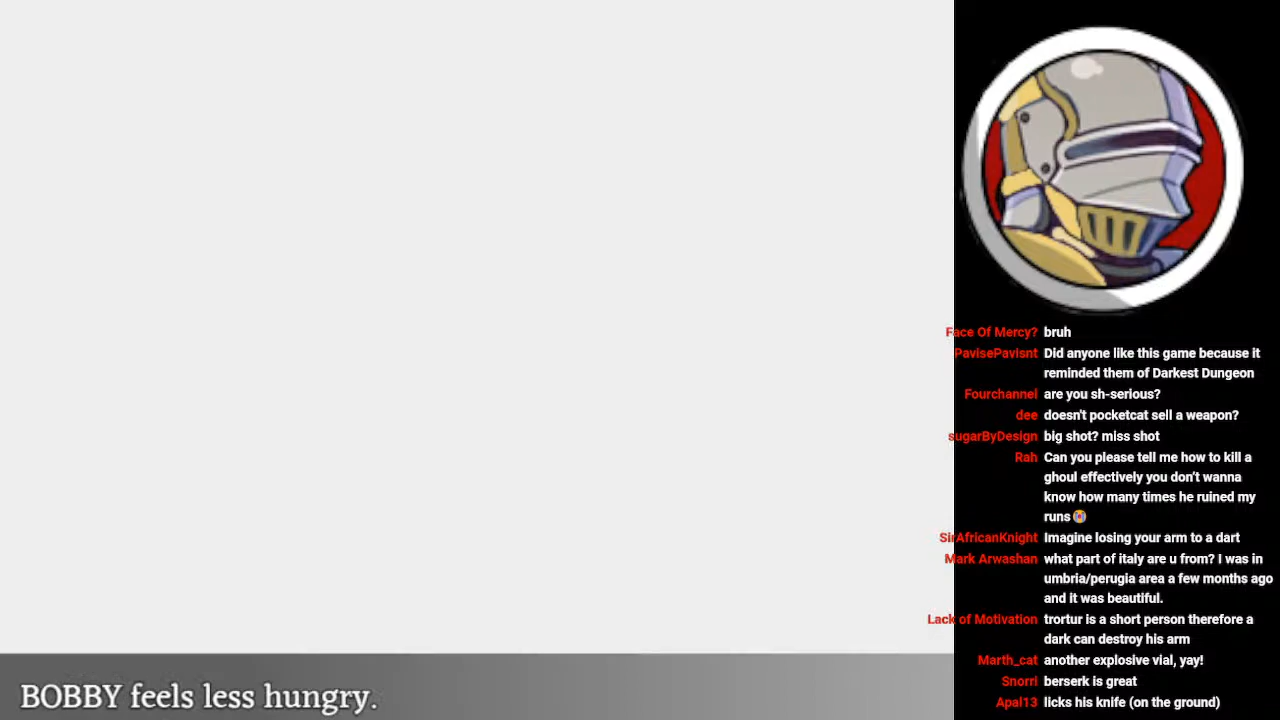 Face Of Mercy? bruh
PavisePavIsnt Did anyone like this game because it
reminded them of Darkest Dungeon
Fourchannel are you sh-serious?
dee doesn't pocketcat sell a weapon?
sugarByDesign big shot? miss shot
Rah Can you please tell me how to kill a
ghoul effectively you don't wanna
know how many times he ruined my
runs
SirAfricanKnight Imagine losing your arm to a dart
Mark Arwashan what part of italy are u from? I was in
umbria/perugia area a few months ago
and it was beautiful.
Lack of Motivation trortur is a short person therefore a
dark can destroy his arm
Marth_cat another explosive vial, yay!
Snorri berserk is great
Apal13 licks his knife (on the ground)
BOBBY feels less hungry.